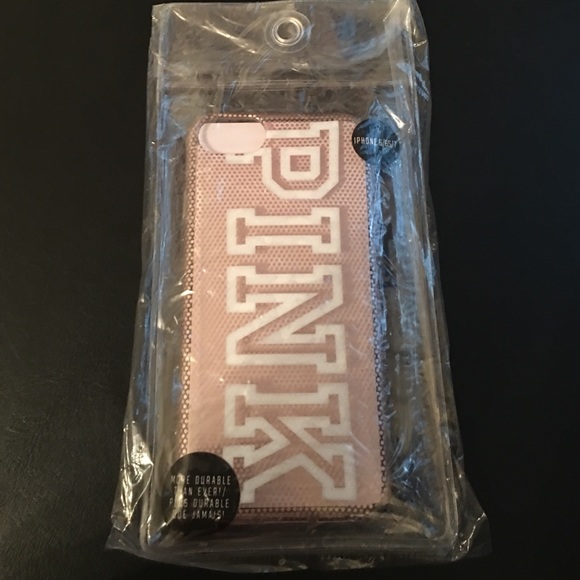 IPHONE 6/6S/7
PINK
MORE DURABLE
THAN EVER!/
PLUS DURABLE
QUE JAMAIS!